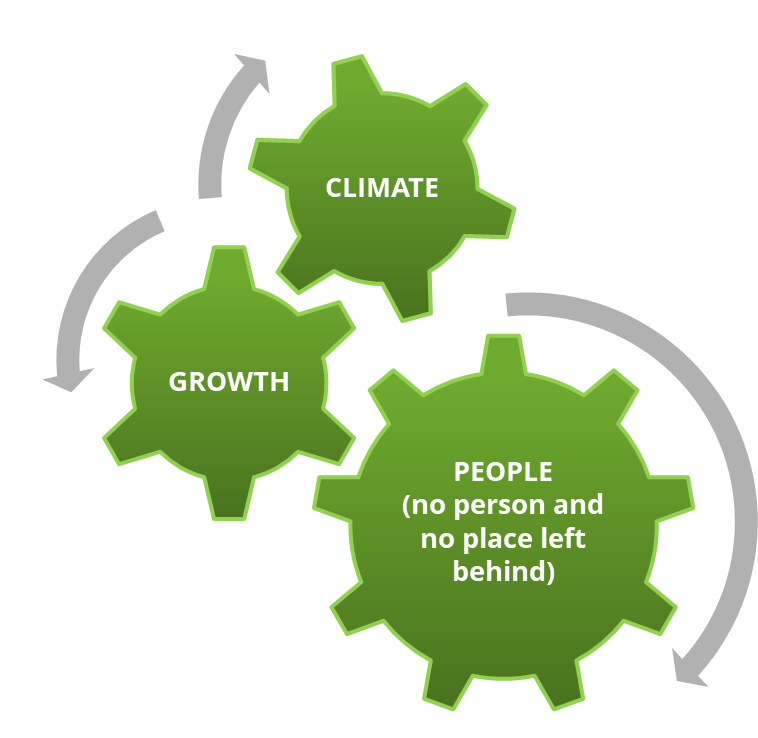 CLIMATE
GROWTH
PEOPLE
(no person and
no place left
behind)